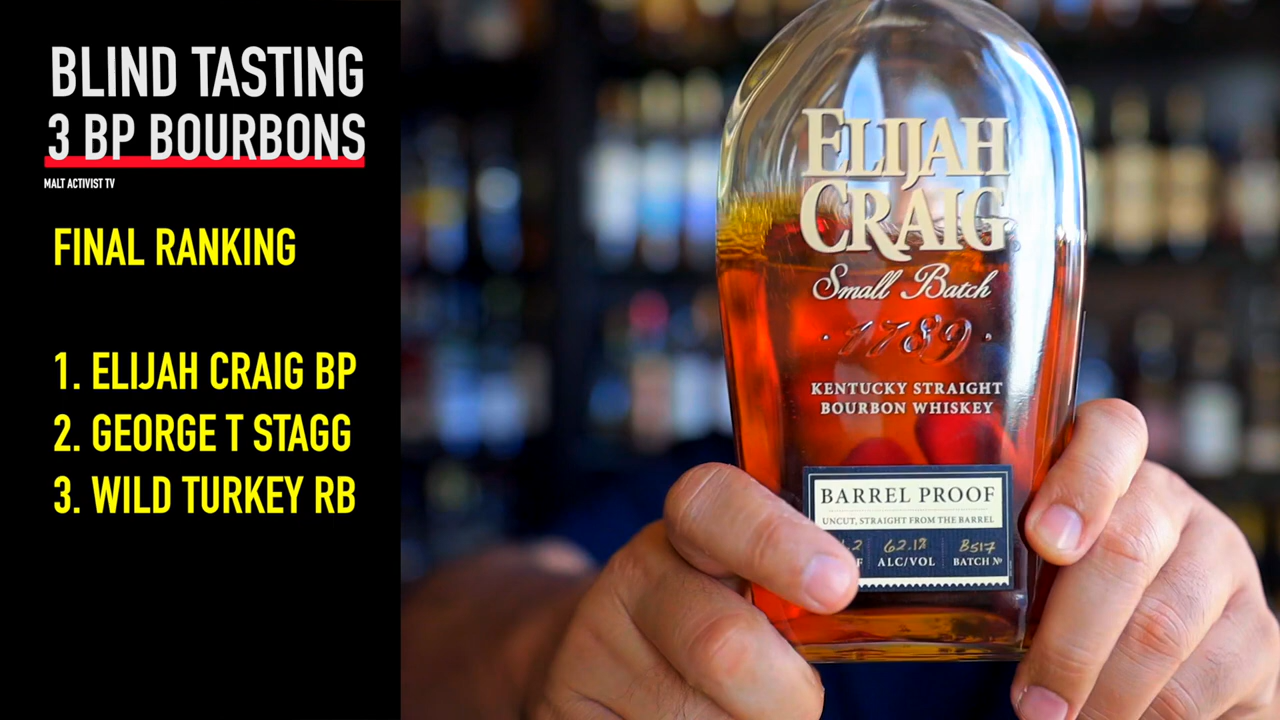 BLIND TASTING
3 BP BOURBONS
MALT ACTIVIST TV
FINAL RANKING
1. ELIJAH CRAIG BP
2. GEORGE T STAGG
3. WILD TURKEY RB
ELIJAH
CRAIG
Small Batch
· 1789 ·
KENTUCKY STRAIGHT
BOURBON WHISKEY
BARREL PROOF
UNCUT, STRAIGHT FROM THE BARREL
62.1% B517
ALC/VOL BATCH Nº